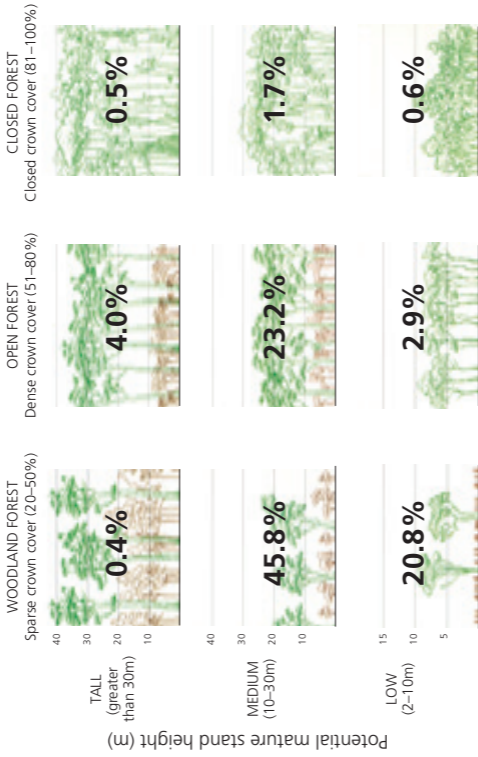 WOODLAND FOREST
Sparse crown cover (20–50%)
OPEN FOREST
Dense crown cover (51–80%)
CLOSED FOREST
Closed crown cover (81–100%)
Potential mature stand height (m)
TALL
(greater
than 30m)
40
30
20
10
0.4%
4.0%
0.5%
MEDIUM
(10–30m)
40
30
20
10
45.8%
23.2%
1.7%
LOW
(2–10m)
15
10
5
20.8%
2.9%
0.6%